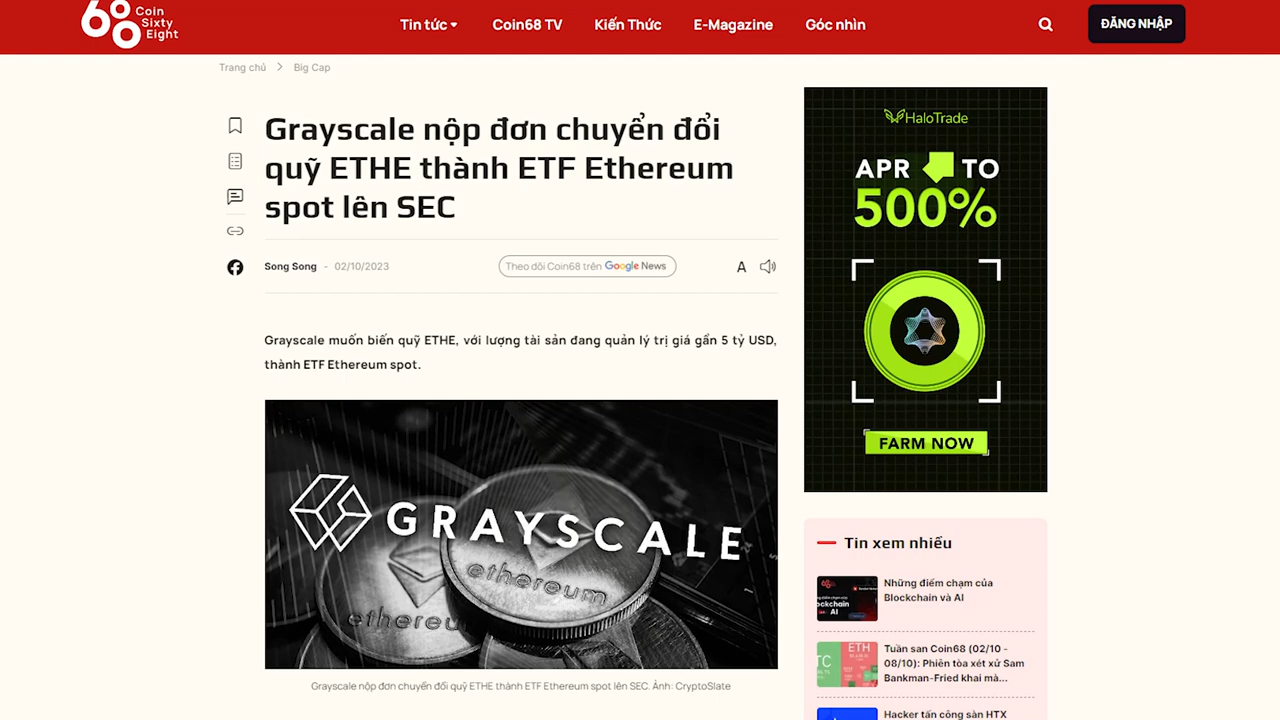 68
Coin
Sixty
Eight
Tin tức
Coin68 TV
Kiến Thức
E-Magazine
Góc nhìn
ĐĂNG NHẬP
Trang chủ
Big Cap
Grayscale nộp đơn chuyển đổi
quỹ ETHE thành ETF Ethereum
spot lên SEC
Song Song - 02/10/2023
Theo dõi Coin68 trên Google News
A
Grayscale muốn biến quỹ ETHE, với lượng tài sản đang quản lý trị giá gần 5 tỷ USD,
thành ETF Ethereum spot.
GRAYSCALE
ethereum
ethereu
Grayscale nộp đơn chuyển đổi quỹ ETHE thành ETF Ethereum spot lên SEC. Ảnh: CryptoSlate
HaloTrade
APR TO
500%
FARM NOW
Tin xem nhiều
Những điểm chạm của
Blockchain và AI
Tuần san Coin68 (02/10 -
08/10): Phiên tòa xét xử Sam
Bankman-Fried khai mà...
ETH
Hacker tấn công sàn HTX